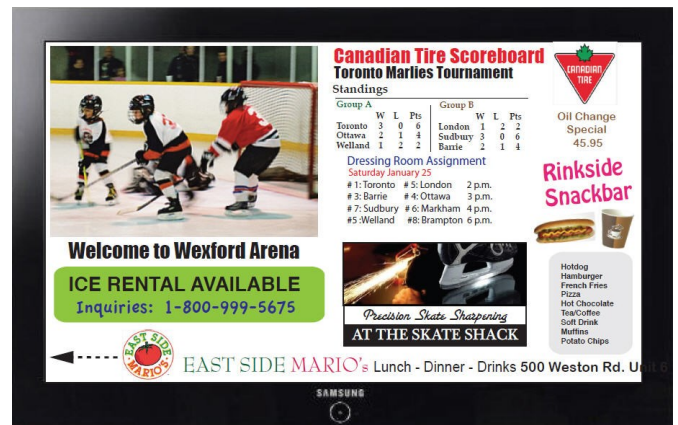 Canadian Tire Scoreboard
Toronto Marlies Tournament
Standings
Group A
W L Pts
Toronto 3 0 6
Ottawa 2 1 4
Welland 1 2 2
Group B
W L Pts
London 1 2 2
Sudbury 3 0 6
Barrie 2 1 4
Dressing Room Assignment
Saturday January 25
# 1: Toronto # 5: London 2 p.m.
# 3: Barrie # 4: Ottawa 3 p.m.
# 7: Sudbury # 6: Markham 4 p.m.
#5 :Welland #8: Brampton 6 p.m.
CANADIAN
TIRE
Oil Change
Special
45.95
Rinkside
Snackbar
Hotdog
Hamburger
French Fries
Pizza
Hot Chocolate
Tea/Coffee
Soft Drink
Muffins
Potato Chips
Welcome to Wexford Arena
ICE RENTAL AVAILABLE
Inquiries: 1-800-999-5675
Precision Skate Sharpening
AT THE SKATE SHACK
EAST SIDE
MARIO'S
EAST SIDE MARIO's Lunch - Dinner - Drinks 500 Weston Rd. Unit 6
SAMSUNG